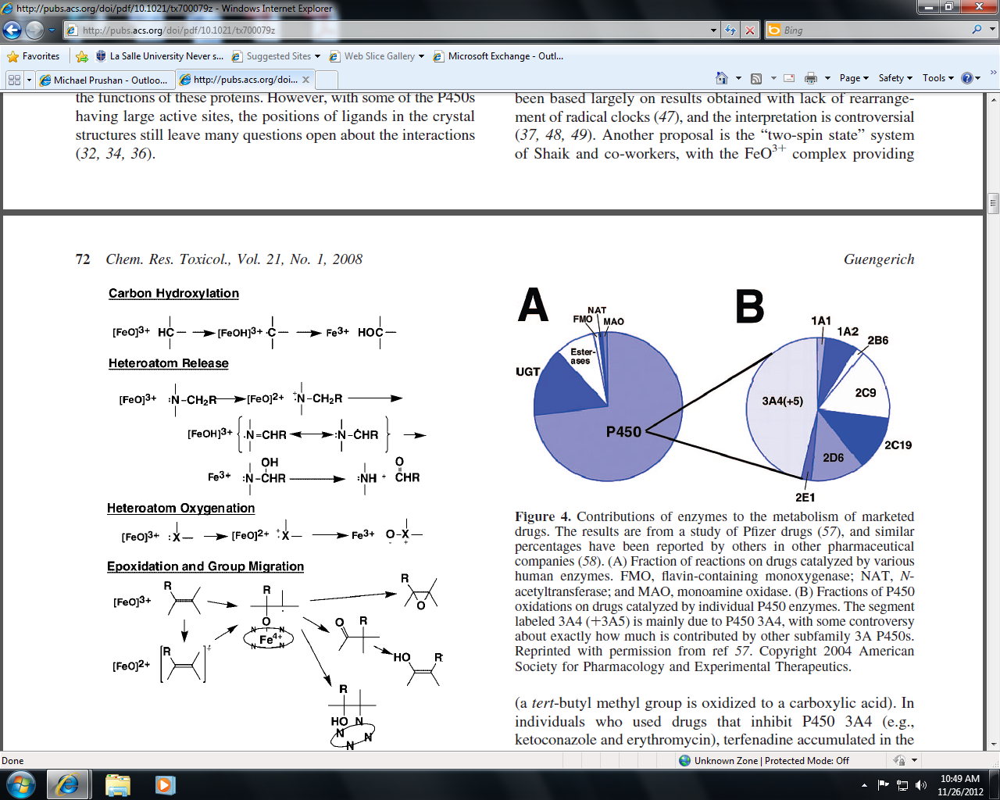 http://pubs.acs.org/doi/pdf/10.1021/tx700079z - Windows Internet Explorer
http://pubs.acs.org/doi/pdf/10.1021/tx700079z
Bing
Favorites
La Salle University Never s...
Suggested Sites
Web Slice Gallery
Microsoft Exchange - Outl...
Michael Prushan - Outloo...
http://pubs.acs.org/doi...
Page
Safety
Tools
the functions of these proteins. However, with some of the P450s
having large active sites, the positions of ligands in the crystal
structures still leave many questions open about the interactions
(32, 34, 36).
been based largely on results obtained with lack of rearrange-
ment of radical clocks (47), and the interpretation is controversial
(37, 48, 49). Another proposal is the “two-spin state” system
of Shaik and co-workers, with the FeO3+ complex providing
72 Chem. Res. Toxicol., Vol. 21, No. 1, 2008
Guengerich
Carbon Hydroxylation
[FeO]3+ HC— [FeOH]3+ ·C— Fe3+ HOC—
Heteroatom Release
[FeO]3+ :N–CH2R [FeO]2+ +·N–CH2R
[FeOH]3+ ·N=CHR :N–ĊHR
OH
O
Fe3+ :N–CHR :NH + CHR
Heteroatom Oxygenation
[FeO]3+ :X— [FeO]2+ +·X— Fe3+ O–X—
- +
Epoxidation and Group Migration
[FeO]3+
R
R
O
N N
Fe4+
N N
R
O
O
R
HO R
[FeO]2+
R
·+
R
HO N
N N
N
A
NAT
FMO
MAO
Ester-
ases
UGT
P450
B
1A1
1A2
2B6
3A4(+5)
2C9
2C19
2D6
2E1
Figure 4. Contributions of enzymes to the metabolism of marketed
drugs. The results are from a study of Pfizer drugs (57), and similar
percentages have been reported by others in other pharmaceutical
companies (58). (A) Fraction of reactions on drugs catalyzed by various
human enzymes. FMO, flavin-containing monoxygenase; NAT, N-
acetyltransferase; and MAO, monoamine oxidase. (B) Fractions of P450
oxidations on drugs catalyzed by individual P450 enzymes. The segment
labeled 3A4 (+3A5) is mainly due to P450 3A4, with some controversy
about exactly how much is contributed by other subfamily 3A P450s.
Reprinted with permission from ref 57. Copyright 2004 American
Society for Pharmacology and Experimental Therapeutics.
(a tert-butyl methyl group is oxidized to a carboxylic acid). In
individuals who used drugs that inhibit P450 3A4 (e.g.,
ketoconazole and erythromycin), terfenadine accumulated in the
Done
Unknown Zone | Protected Mode: Off
10:49 AM
11/26/2012